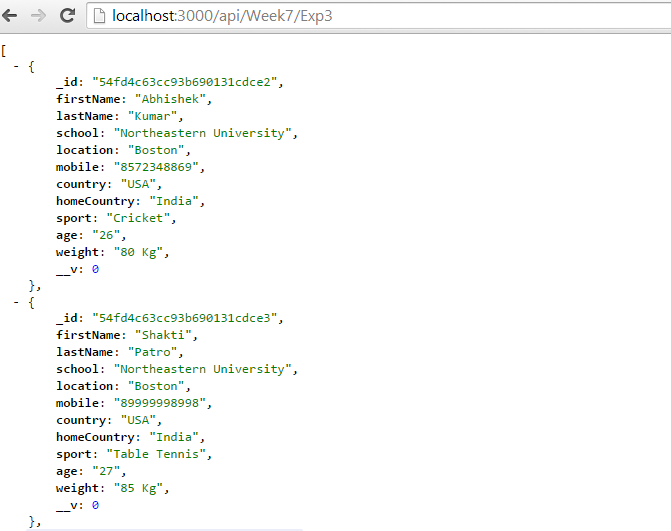 localhost:3000/api/Week7/Exp3
[
- {
_id: "54fd4c63cc93b690131cdce2",
firstName: "Abhishek",
lastName: "Kumar",
school: "Northeastern University",
location: "Boston",
mobile: "8572348869",
country: "USA",
homeCountry: "India",
sport: "Cricket",
age: "26",
weight: "80 Kg",
__v: 0
},
- {
_id: "54fd4c63cc93b690131cdce3",
firstName: "Shakti",
lastName: "Patro",
school: "Northeastern University",
location: "Boston",
mobile: "89999998998",
country: "USA",
homeCountry: "India",
sport: "Table Tennis",
age: "27",
weight: "85 Kg",
__v: 0
},